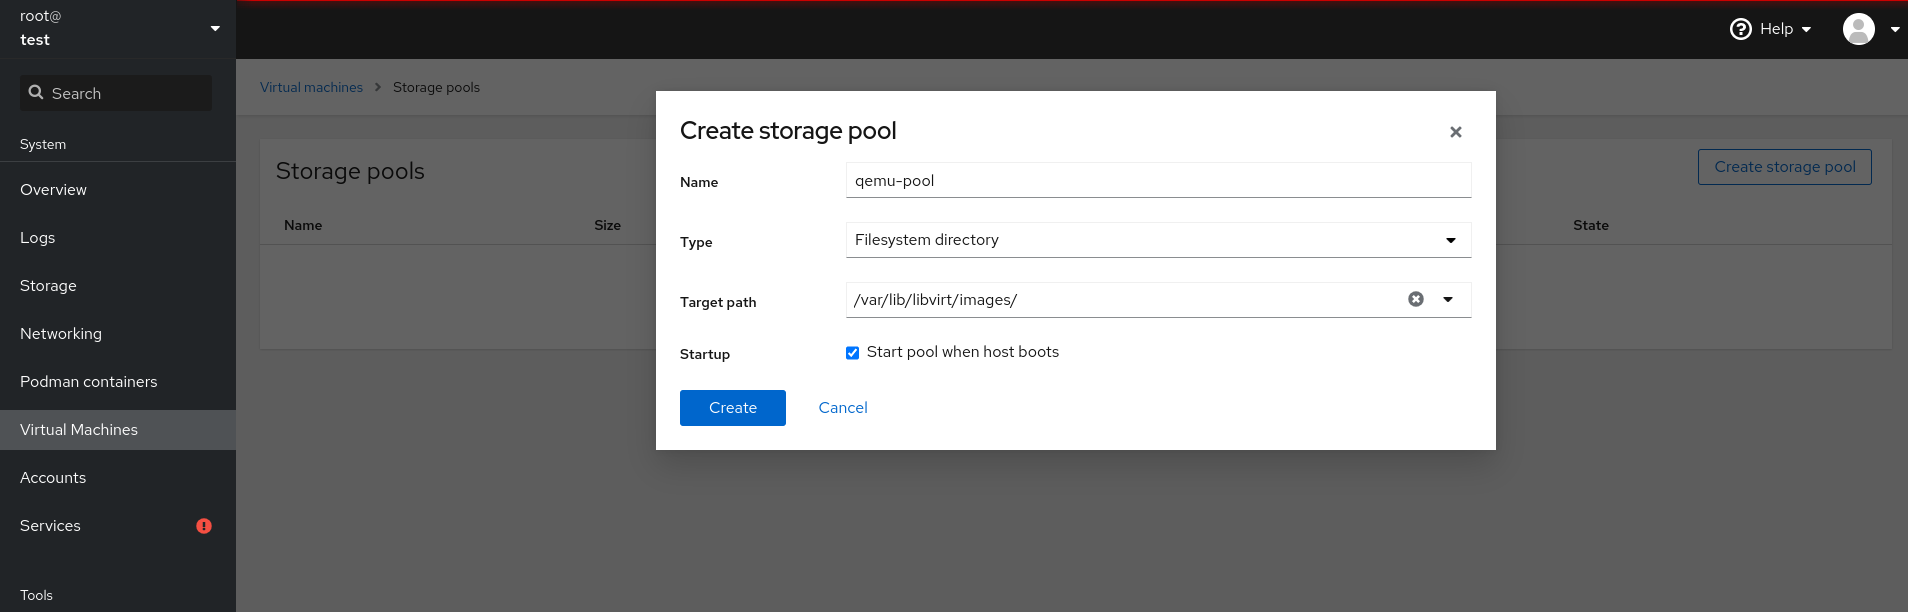 root@
test
Help
Search
Virtual machines > Storage pools
System
Overview
Logs
Storage
Networking
Podman containers
Virtual Machines
Accounts
Services
Tools
Storage pools
Create storage pool
Name
Size
State
Create storage pool
Name
qemu-pool
Type
Filesystem directory
Target path
/var/lib/libvirt/images/
Startup
Start pool when host boots
Create
Cancel